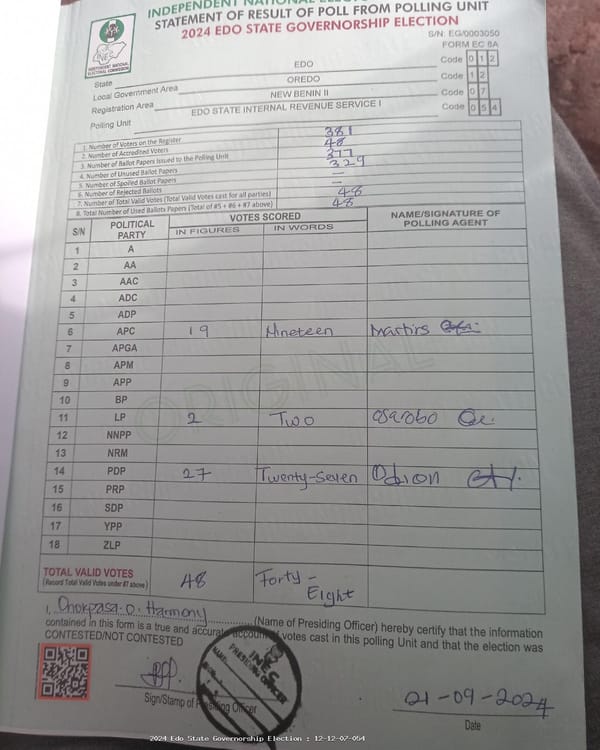 INDEPENDENT NATIONAL
STATEMENT OF RESULT OF POLL FROM POLLING UNIT
2024 EDO STATE GOVERNORSHIP ELECTION
S/N: EG/0003050
FORM EC 8A
INDEPENDENT NATIONAL ELECTORAL COMMISSION
State EDO Code 0 1 2
Local Government Area OREDO Code 1 2
Registration Area NEW BENIN II Code 0 7
Polling Unit EDO STATE INTERNAL REVENUE SERVICE I Code 0 5 4
1. Number of Voters on the Register 381
2. Number of Accredited Voters 48
3. Number of Ballot Papers Issued to the Polling Unit 377
4. Number of Unused Ballot Papers 329
5. Number of Spoiled Ballot Papers —
6. Number of Rejected Ballots —
7. Number of Total Valid Votes (Total Valid Votes cast for all parties) 48
8. Total Number of Used Ballots Papers (Total of #5 + #6 + #7 above) 48
S/N POLITICAL PARTY VOTES SCORED NAME/SIGNATURE OF POLLING AGENT
IN FIGURES IN WORDS
1 A
2 AA
3 AAC
4 ADC
5 ADP
6 APC 19 Nineteen Martins
7 APGA
8 APM
9 APP
10 BP
11 LP 2 Two Osarobo
12 NNPP
13 NRM
14 PDP 27 Twenty-Seven Odion
15 PRP
16 SDP
17 YPP
18 ZLP
ORIGINAL
TOTAL VALID VOTES 48 Forty-
(Record Total Valid Votes under #7 above) Eight
I, Harmony (Name of Presiding Officer) hereby certify that the information
contained in this form is a true and accurate account of votes cast in this polling Unit and that the election was
CONTESTED/NOT CONTESTED
INEC
PRESIDING OFFICER
21-09-2024
Sign/Stamp of Presiding Officer Date
2024 Edo State Governorship Election : 12-12-07-054